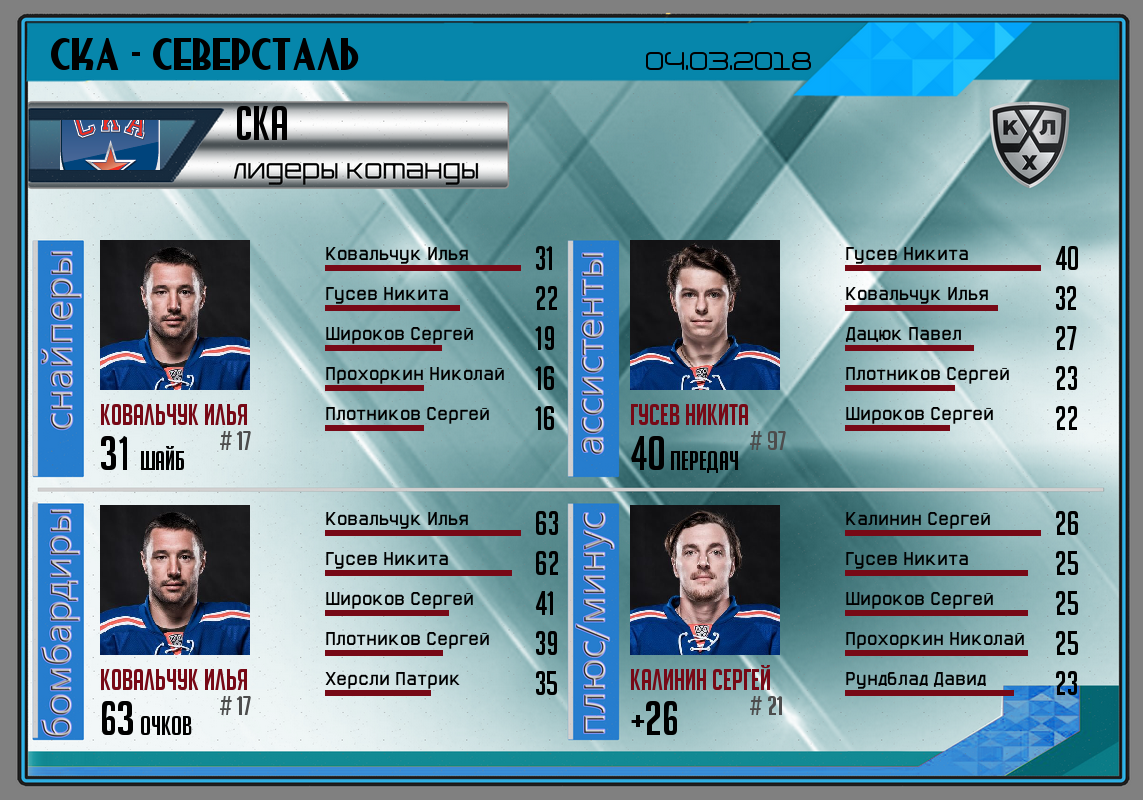 СКА - СЕВЕРСТАЛЬ
04.03.2018
СКА
СКА
лидеры команды
КХЛ
снайперы
КОВАЛЬЧУК ИЛЬЯ
# 17
31 ШАЙБ
Ковальчук Илья 31
Гусев Никита 22
Широков Сергей 19
Прохоркин Николай 16
Плотников Сергей 16
ассистенты
ГУСЕВ НИКИТА
# 97
40 ПЕРЕДАЧ
Гусев Никита 40
Ковальчук Илья 32
Дацюк Павел 27
Плотников Сергей 23
Широков Сергей 22
бомбардиры
КОВАЛЬЧУК ИЛЬЯ
# 17
63 ОЧКОВ
Ковальчук Илья 63
Гусев Никита 62
Широков Сергей 41
Плотников Сергей 39
Херсли Патрик 35
плюс/минус
КАЛИНИН СЕРГЕЙ
# 21
+26
Калинин Сергей 26
Гусев Никита 25
Широков Сергей 25
Прохоркин Николай 25
Рундблад Давид 23